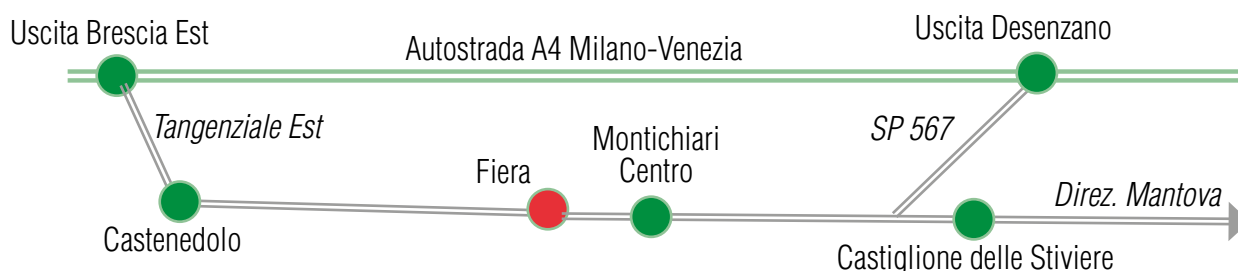 Uscita Brescia Est
Autostrada A4 Milano-Venezia
Uscita Desenzano
Tangenziale Est
SP 567
Fiera
Montichiari
Centro
Direz. Mantova
Castenedolo
Castiglione delle Stiviere